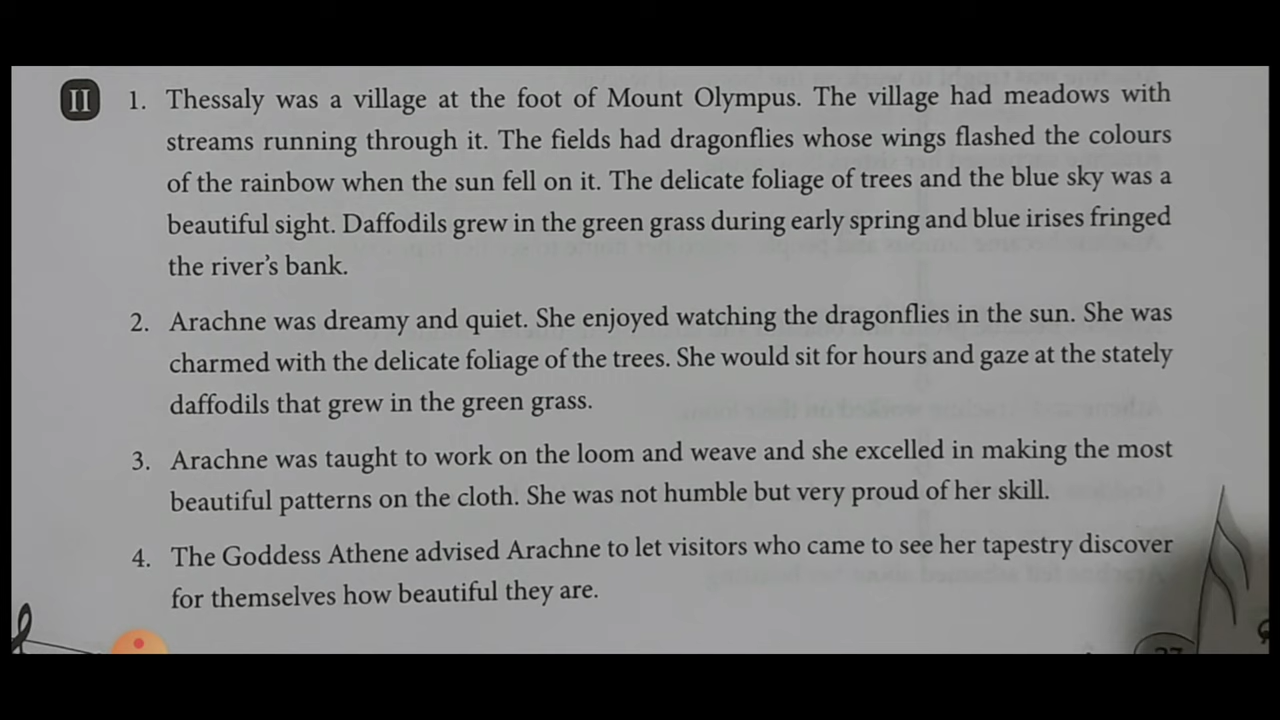 II 1. Thessaly was a village at the foot of Mount Olympus. The village had meadows with
streams running through it. The fields had dragonflies whose wings flashed the colours
of the rainbow when the sun fell on it. The delicate foliage of trees and the blue sky was a
beautiful sight. Daffodils grew in the green grass during early spring and blue irises fringed
the river's bank.
2. Arachne was dreamy and quiet. She enjoyed watching the dragonflies in the sun. She was
charmed with the delicate foliage of the trees. She would sit for hours and gaze at the stately
daffodils that grew in the green grass.
3. Arachne was taught to work on the loom and weave and she excelled in making the most
beautiful patterns on the cloth. She was not humble but very proud of her skill.
4. The Goddess Athene advised Arachne to let visitors who came to see her tapestry discover
for themselves how beautiful they are.